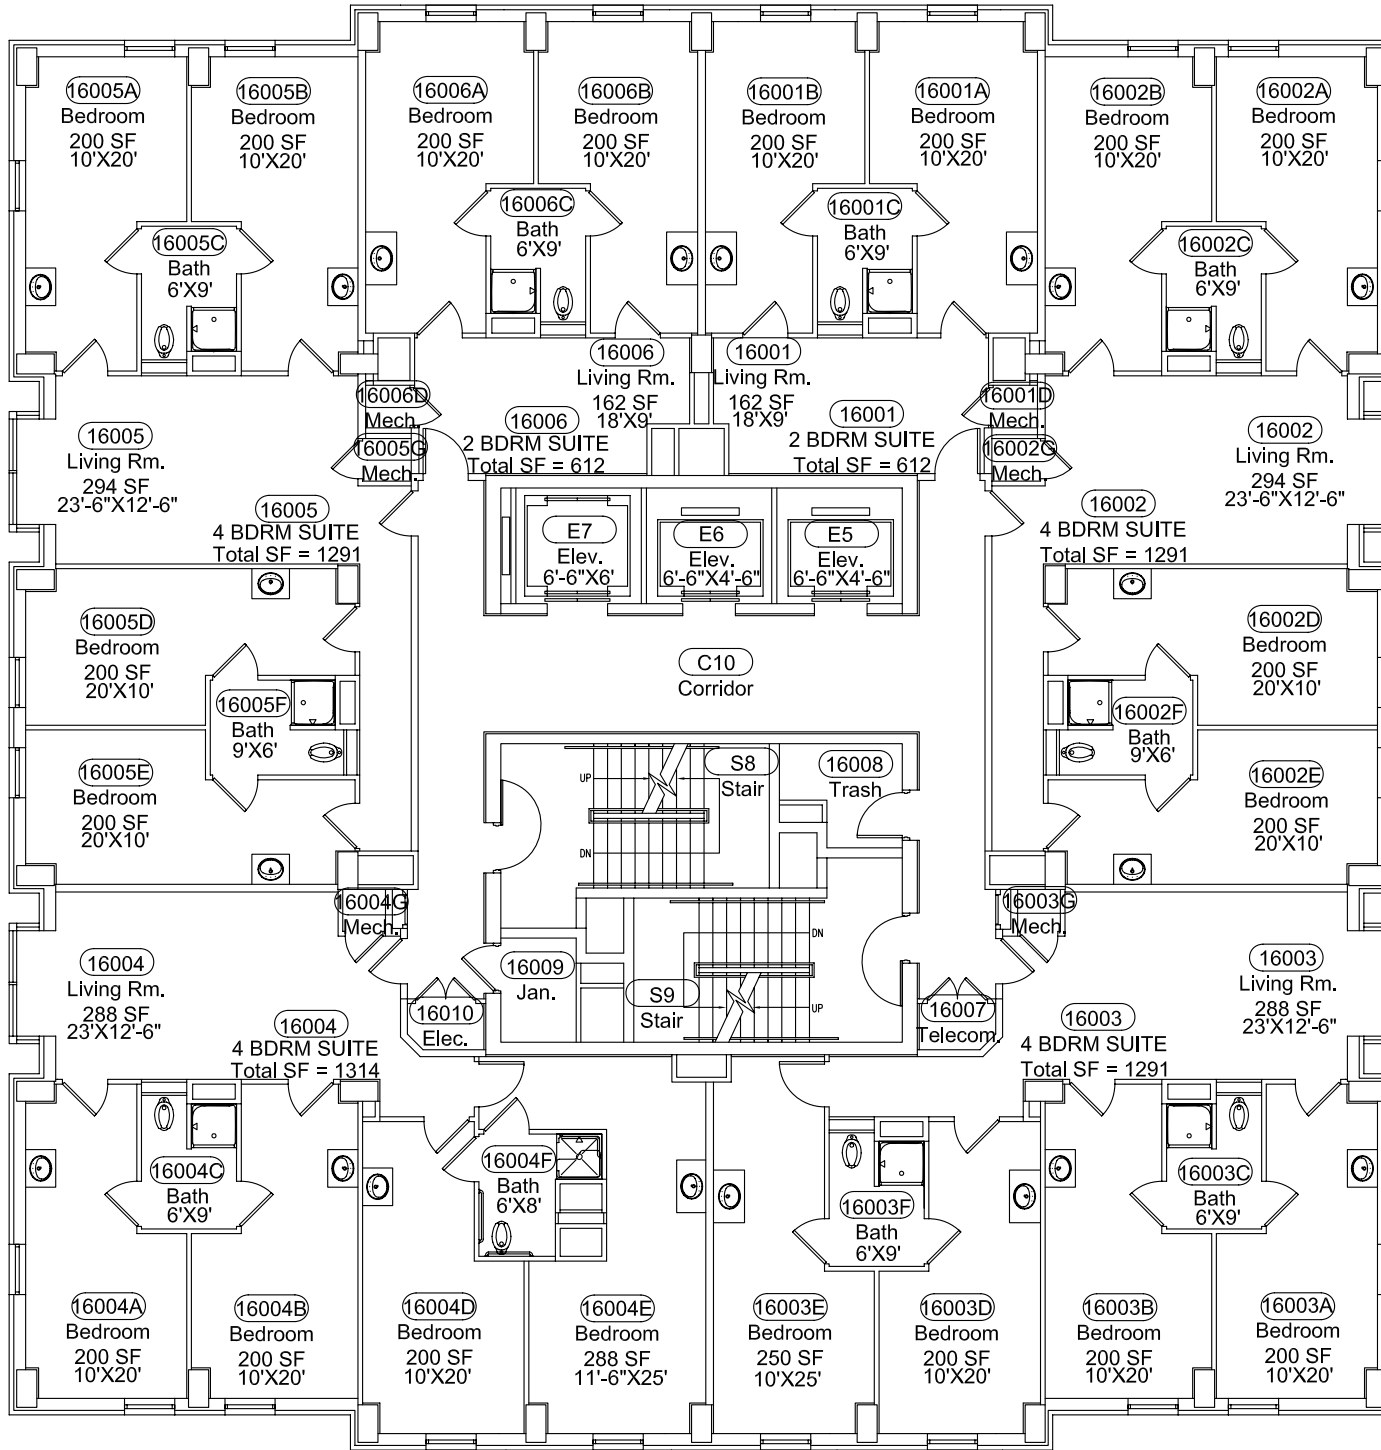 16005A
Bedroom
200 SF
10'X20'
16005B
Bedroom
200 SF
10'X20'
16006A
Bedroom
200 SF
10'X20'
16006B
Bedroom
200 SF
10'X20'
16001B
Bedroom
200 SF
10'X20'
16001A
Bedroom
200 SF
10'X20'
16002B
Bedroom
200 SF
10'X20'
16002A
Bedroom
200 SF
10'X20'
16005C
Bath
6'X9'
16006C
Bath
6'X9'
16001C
Bath
6'X9'
16002C
Bath
6'X9'
16006
Living Rm.
162 SF
18'X9'
16001
Living Rm.
162 SF
18'X9'
16006D
Mech.
16005G
Mech.
16001D
Mech.
16002G
Mech.
16005
Living Rm.
294 SF
23'-6"X12'-6"
16006
2 BDRM SUITE
Total SF = 612
16001
2 BDRM SUITE
Total SF = 612
16002
Living Rm.
294 SF
23'-6"X12'-6"
16005
4 BDRM SUITE
Total SF = 1291
16002
4 BDRM SUITE
Total SF = 1291
E7
Elev.
6'-6"X6'
E6
Elev.
6'-6"X4'-6"
E5
Elev.
6'-6"X4'-6"
16005D
Bedroom
200 SF
20'X10'
16005F
Bath
9'X6'
C10
Corridor
16002F
Bath
9'X6'
16002D
Bedroom
200 SF
20'X10'
16005E
Bedroom
200 SF
20'X10'
UP
DN
S8
Stair
16008
Trash
16002E
Bedroom
200 SF
20'X10'
16004G
Mech.
16003G
Mech.
16004
Living Rm.
288 SF
23'X12'-6"
16009
Jan.
S9
Stair
DN
UP
16003
Living Rm.
288 SF
23'X12'-6"
16010
Elec.
16007
Telecom.
16004
4 BDRM SUITE
Total SF = 1314
16003
4 BDRM SUITE
Total SF = 1291
16004C
Bath
6'X9'
16004F
Bath
6'X8'
16003F
Bath
6'X9'
16003C
Bath
6'X9'
16004A
Bedroom
200 SF
10'X20'
16004B
Bedroom
200 SF
10'X20'
16004D
Bedroom
200 SF
10'X20'
16004E
Bedroom
288 SF
11'-6"X25'
16003E
Bedroom
250 SF
10'X25'
16003D
Bedroom
200 SF
10'X20'
16003B
Bedroom
200 SF
10'X20'
16003A
Bedroom
200 SF
10'X20'